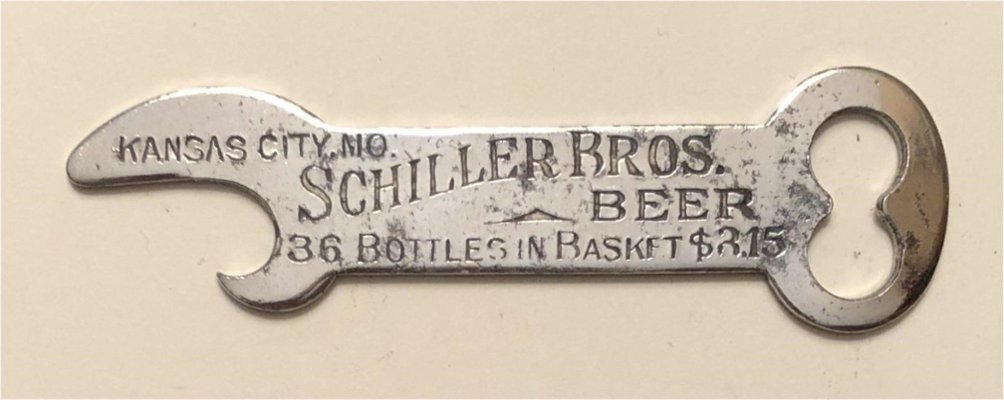 KANSAS CITY, MO.
SCHILLER BROS.
BEER
36 BOTTLES IN BASKET $3.15